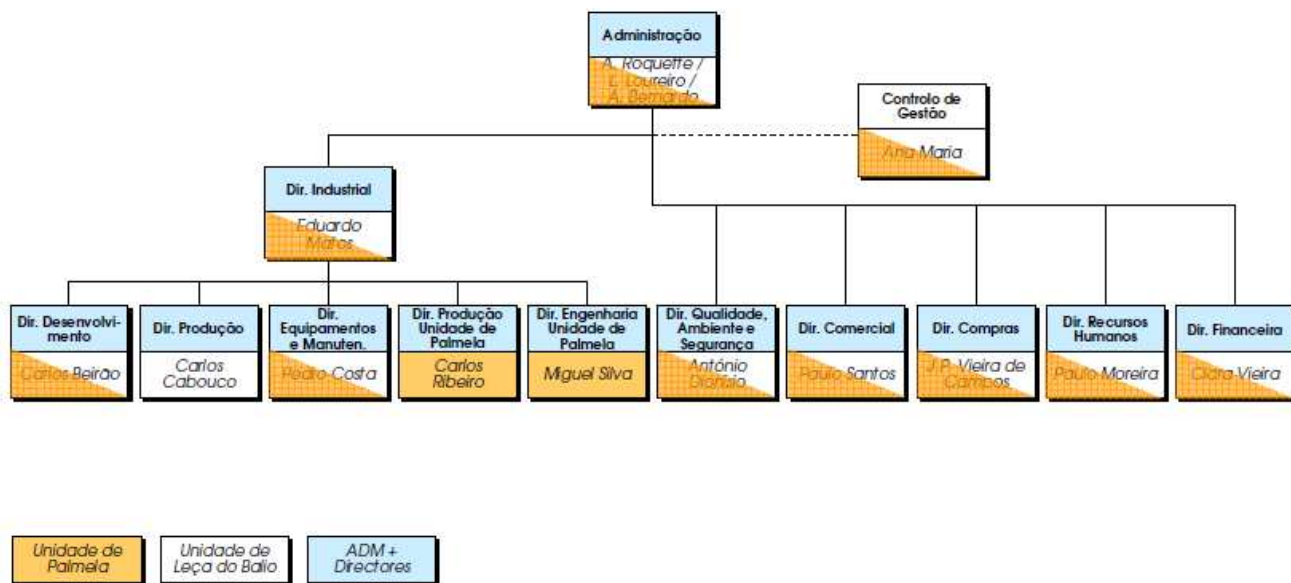 Administração
A. Roquette /
L. Loureiro /
A. Bernardo
Controlo de
Gestão
Ana Maria
Dir. Industrial
Eduardo
Matos
Dir. Desenvolvi-
mento
Carlos Beirão
Dir. Produção
Carlos
Cabouco
Dir.
Equipamentos
e Manuten.
Pedro Costa
Dir. Produção
Unidade de
Palmela
Carlos
Ribeiro
Dir. Engenharia
Unidade de
Palmela
Miguel Silva
Dir. Qualidade,
Ambiente e
Segurança
António
Dionísio
Dir. Comercial
Paulo Santos
Dir. Compras
J.P. Vieira de
Campos
Dir. Recursos
Humanos
Paulo Moreira
Dir. Financeira
Clara Vieira
Unidade de
Palmela
Unidade de
Leça do Balio
ADM +
Directores